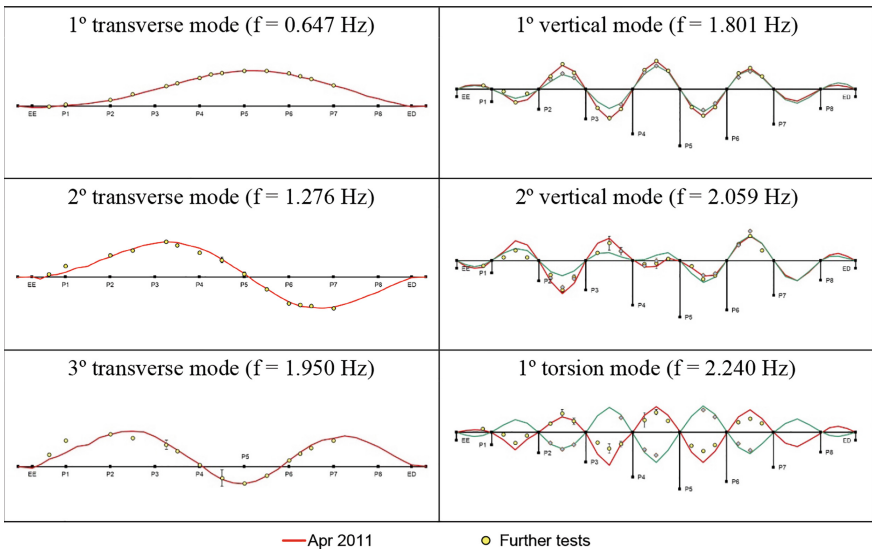 1º transverse mode (f = 0.647 Hz)
EE P1 P2 P3 P4 P5 P6 P7 P8 ED
1º vertical mode (f = 1.801 Hz)
EE P1 P2 P3 P4 P5 P6 P7 P8 ED
2º transverse mode (f = 1.276 Hz)
EE P1 P2 P3 P4 P5 P6 P7 P8 ED
2º vertical mode (f = 2.059 Hz)
EE P1 P2 P3 P4 P5 P6 P7 P8 ED
3º transverse mode (f = 1.950 Hz)
EE P1 P2 P3 P4 P5 P6 P7 P8 ED
1º torsion mode (f = 2.240 Hz)
EE P1 P2 P3 P4 P5 P6 P7 P8 ED
Apr 2011 Further tests